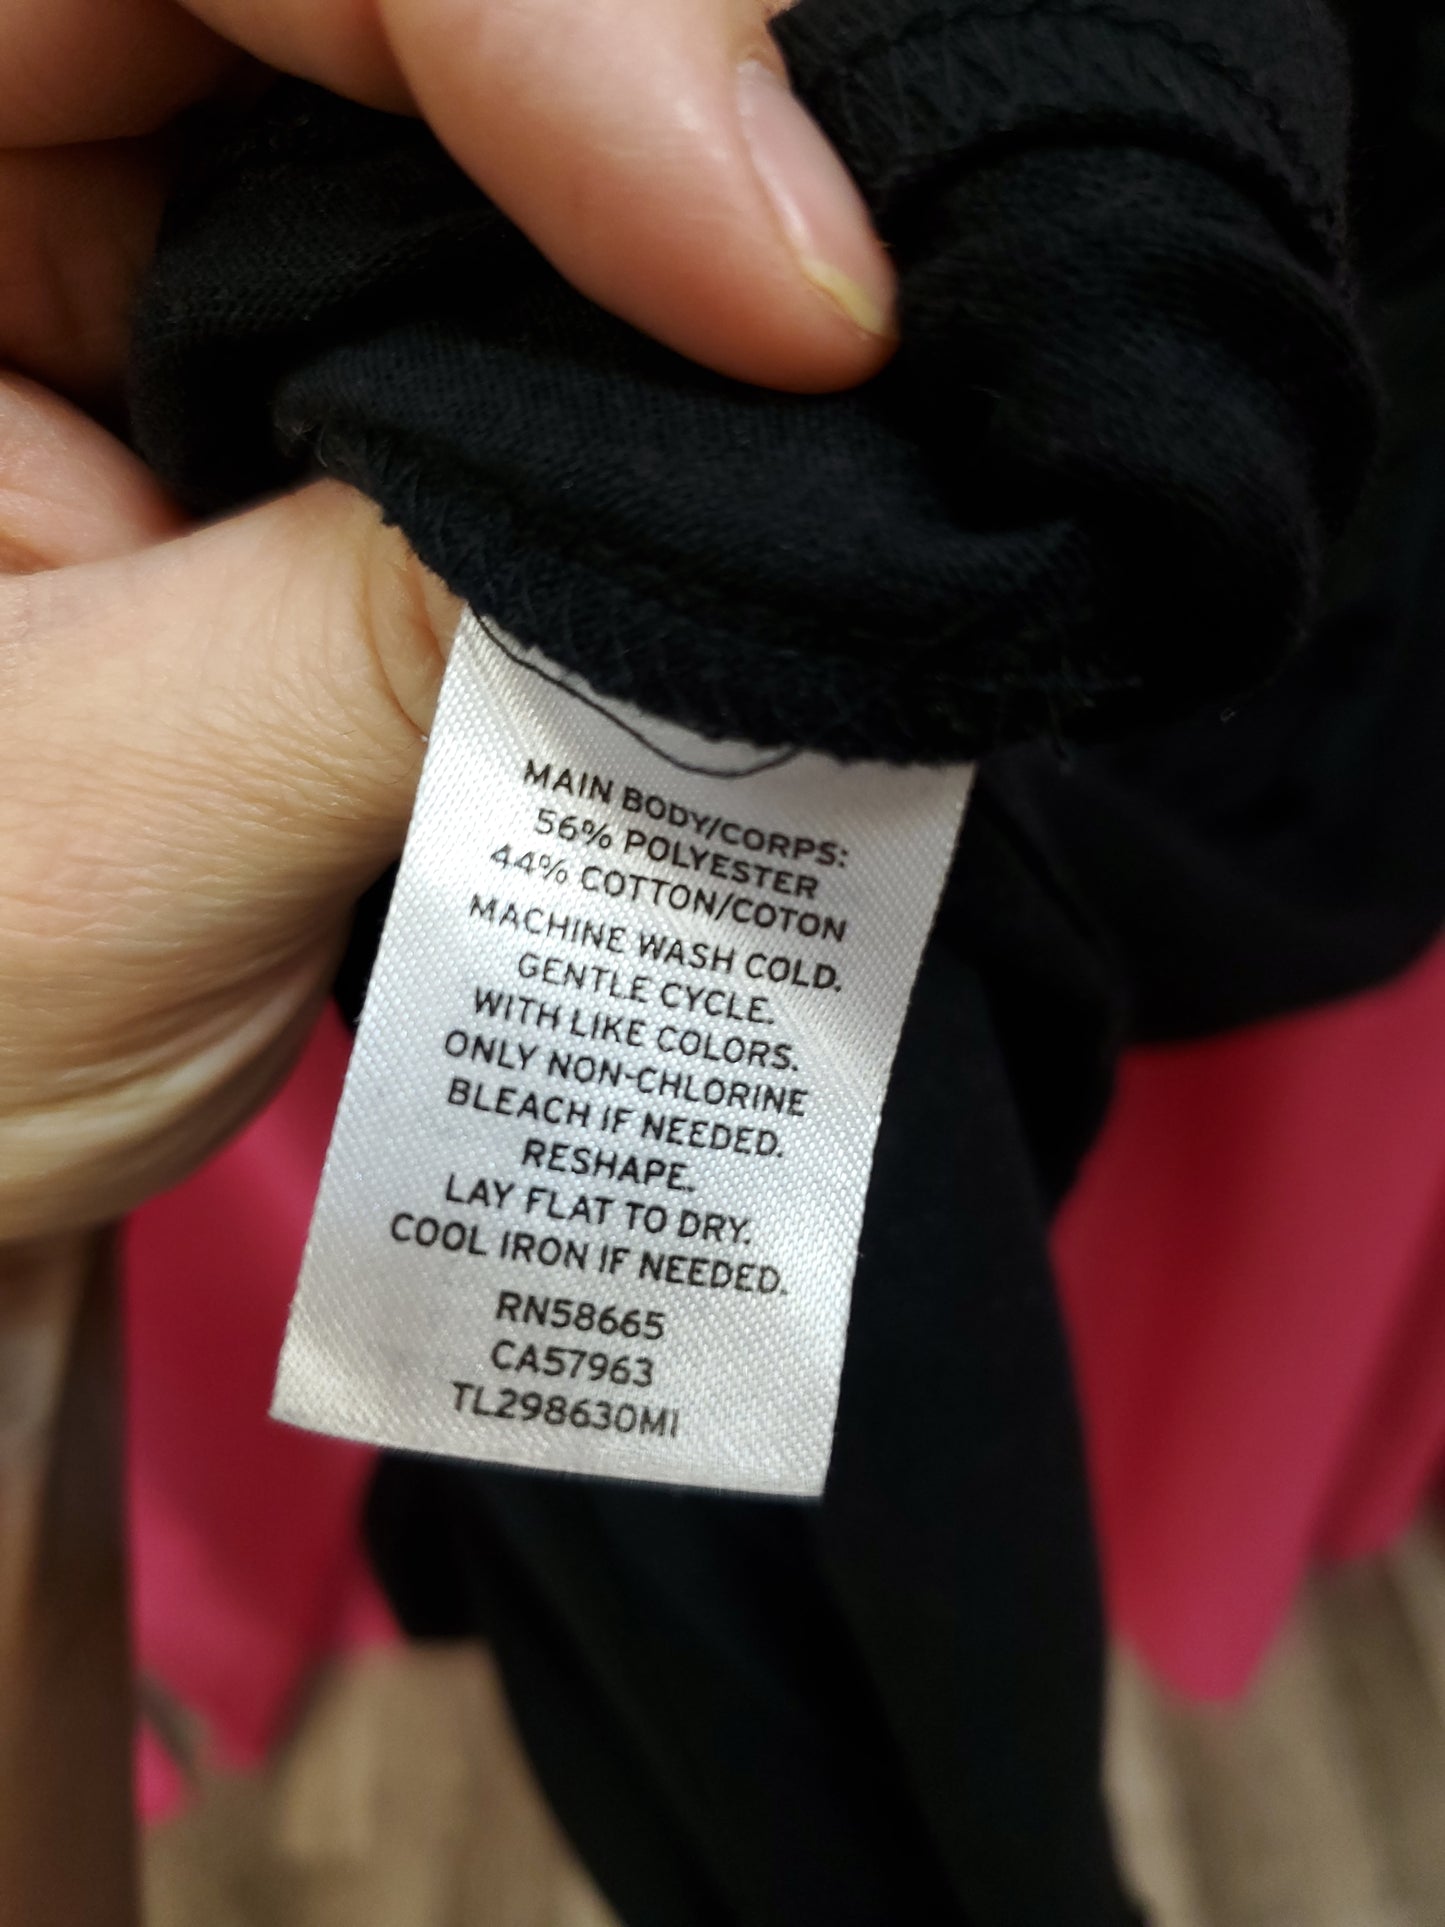 MAIN BODY/CORPS:
56% POLYESTER
44% COTTON/COTON
MACHINE WASH COLD.
GENTLE CYCLE.
WITH LIKE COLORS.
ONLY NON-CHLORINE
BLEACH IF NEEDED.
RESHAPE.
LAY FLAT TO DRY.
COOL IRON IF NEEDED.
RN58665
CA57963
TL298630MI